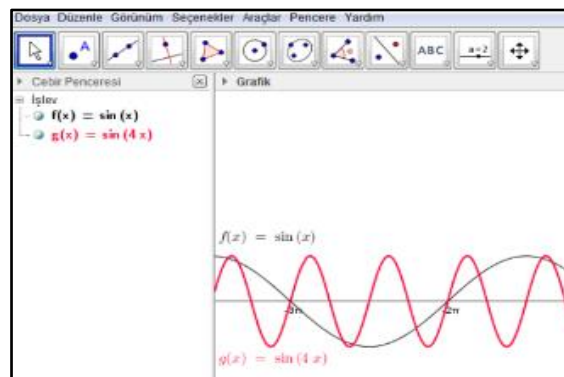 Dosya Düzenle Görünüm Seçenekler Araçlar Pencere Yardım
A
ABC
a=2
Cebir Penceresi
Grafik
İşlev
f(x) = sin (x)
g(x) = sin (4 x)
f(x) = sin (x)
-3π
-2π
g(x) = sin (4 x)